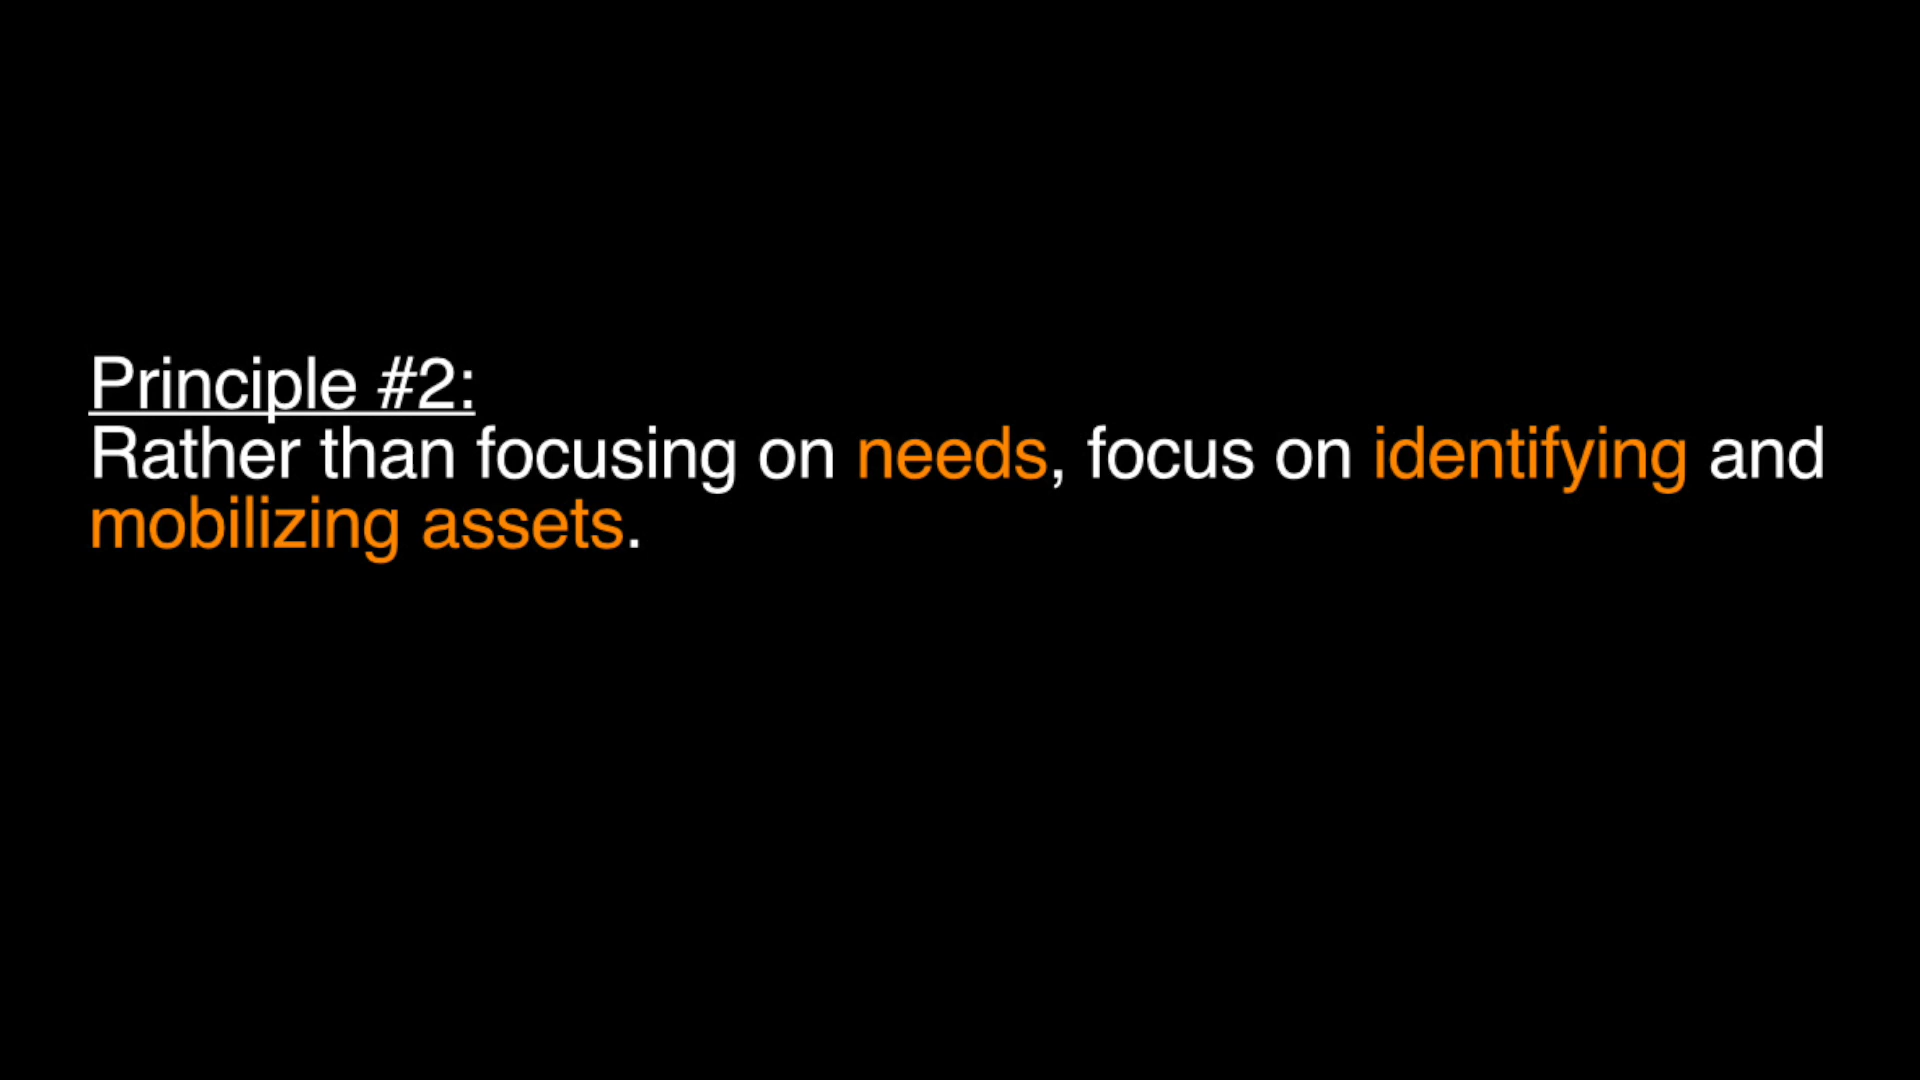 Principle #2:
Rather than focusing on needs, focus on identifying and
mobilizing assets.